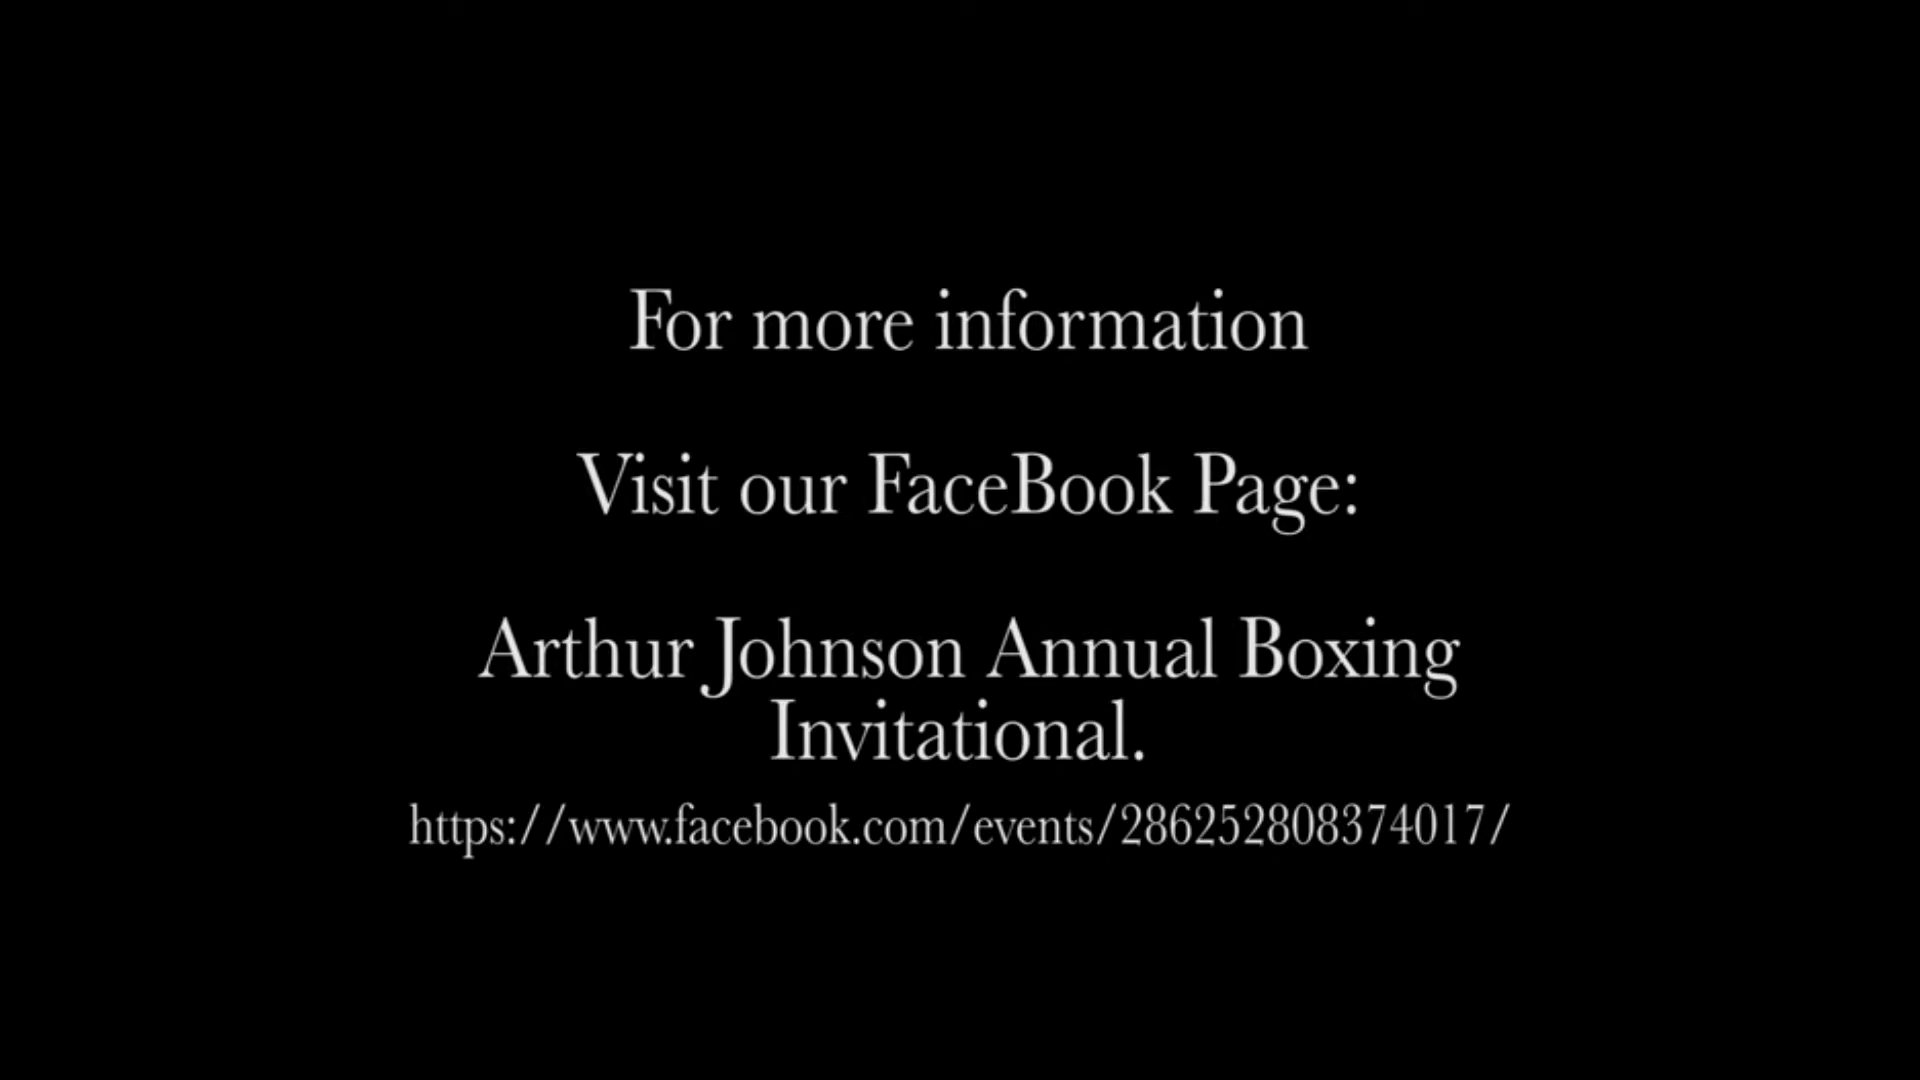 For more information
Visit our FaceBook Page:
Arthur Johnson Annual Boxing
Invitational.
https://www.facebook.com/events/286252808374017/